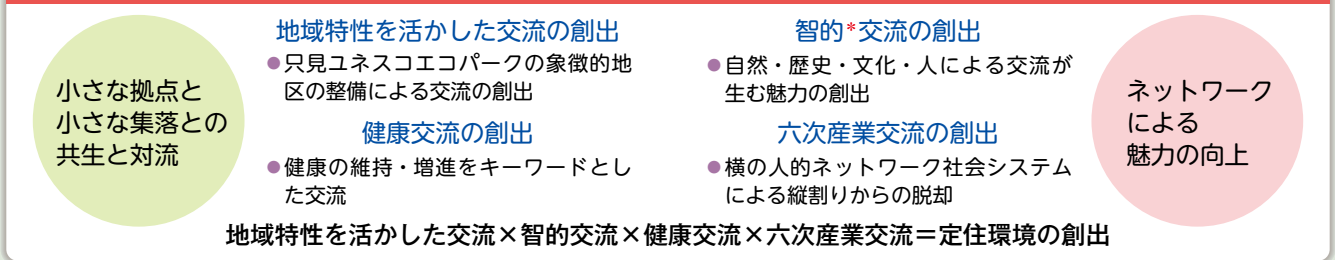 小さな拠点と
小さな集落との
共生と対流
地域特性を活かした交流の創出
●只見ユネスコエコパークの象徴的地
区の整備による交流の創出
健康交流の創出
●健康の維持・増進をキーワードとし
た交流
智的*交流の創出
●自然・歴史・文化・人による交流が
生む魅力の創出
六次産業交流の創出
●横の人的ネットワーク社会システム
による縦割りからの脱却
ネットワーク
による
魅力の向上
地域特性を活かした交流×智的交流×健康交流×六次産業交流＝定住環境の創出